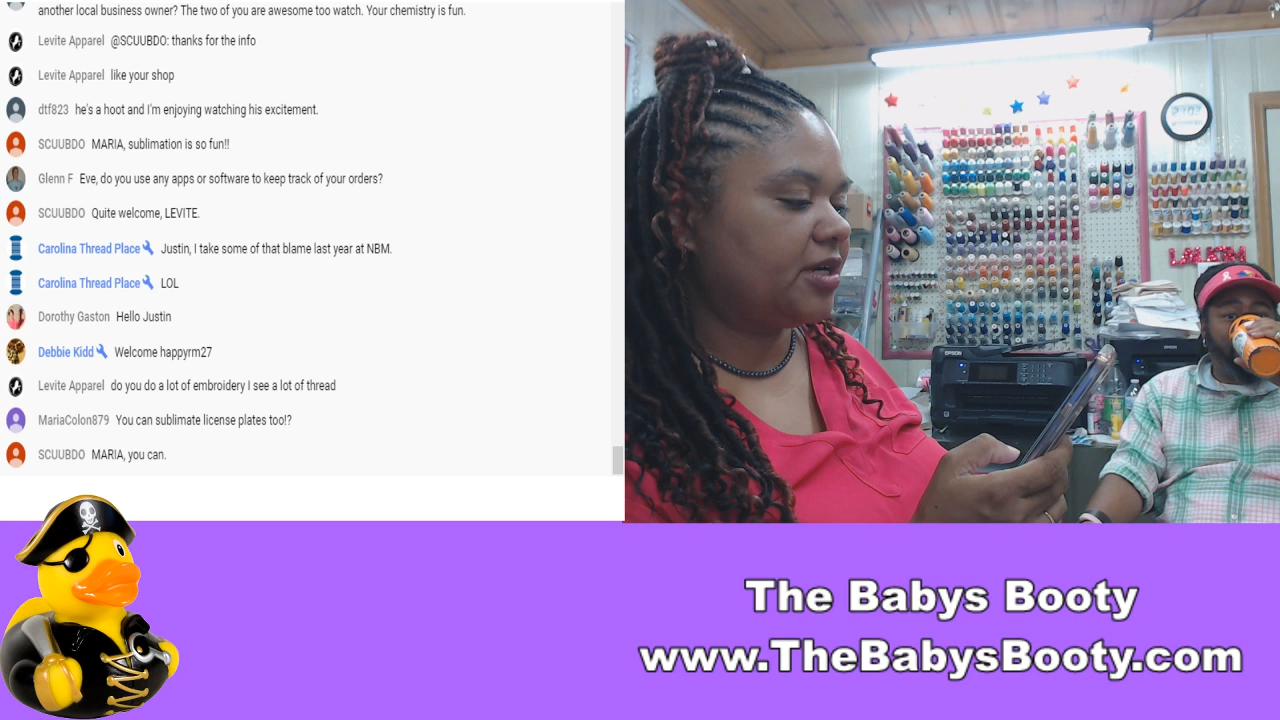 another local business owner? The two of you are awesome too watch. Your chemistry is fun.
Levite Apparel @SCUUBDO: thanks for the info
Levite Apparel like your shop
dtf823 he's a hoot and I'm enjoying watching his excitement.
SCUUBDO MARIA, sublimation is so fun!!
Glenn F Eve, do you use any apps or software to keep track of your orders?
SCUUBDO Quite welcome, LEVITE.
Carolina Thread Place Justin, I take some of that blame last year at NBM.
Carolina Thread Place LOL
Dorothy Gaston Hello Justin
Debbie Kidd Welcome happyrm27
Levite Apparel do you do a lot of embroidery I see a lot of thread
MariaColon879 You can sublimate license plates too!?
SCUUBDO MARIA, you can.
EPSON
EPSON
The Babys Booty
www.TheBabysBooty.com